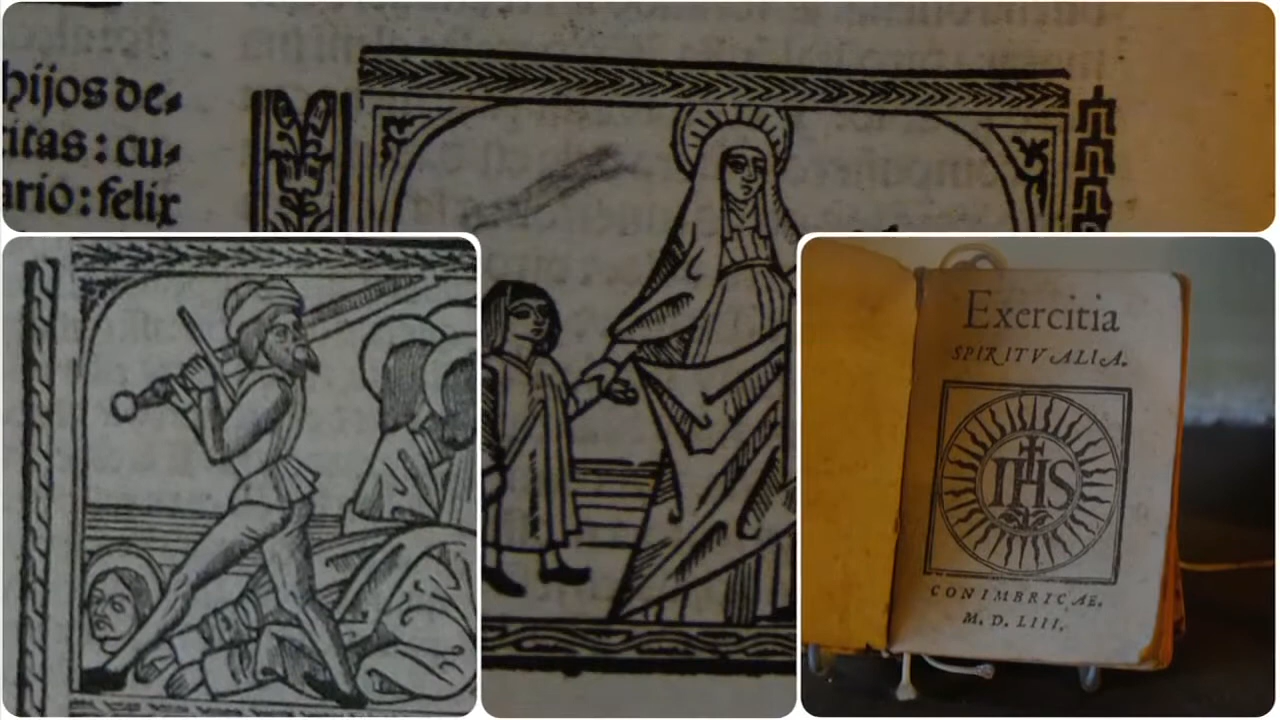 hijos de⸗
citas: cu⸗
ario: felix
Exercitia
SPIRITVALIA.
IHS
CONIMBRICAE.
M. D. LIII.